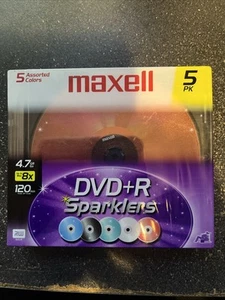 5 Assorted
Colors
maxell
5
PK
4.7
8x
120
DVD+R
Sparklers